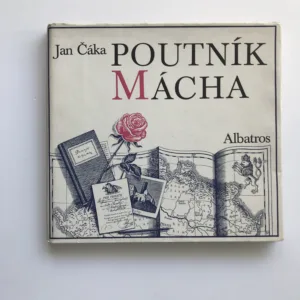 Jan Čáka POUTNÍK
MÁCHA
Albatros